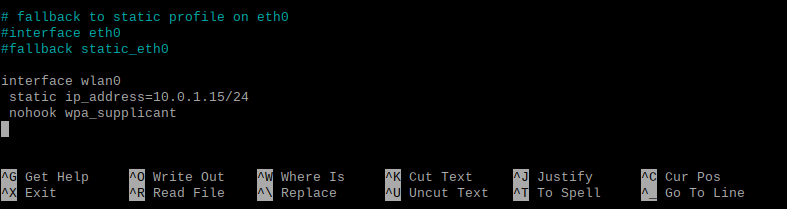 # fallback to static profile on eth0
#interface eth0
#fallback static_eth0
interface wlan0
static ip_address=10.0.1.15/24
nohook wpa_supplicant
^G Get Help ^O Write Out ^W Where Is ^K Cut Text ^J Justify ^C Cur Pos
^X Exit ^R Read File ^\ Replace ^U Uncut Text ^T To Spell ^_ Go To Line